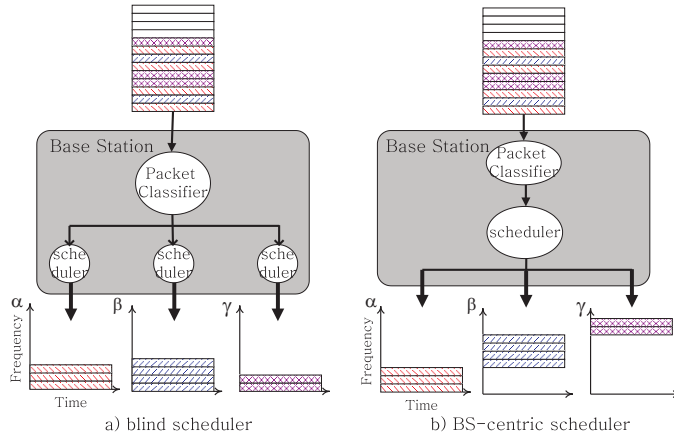 Base Station
Packet
Classifier
sche
duler
sche
duler
sche
duler
α
β
γ
Frequency
Time
a) blind scheduler
Base Station
Packet
Classifier
scheduler
α
β
γ
Frequency
Time
b) BS-centric scheduler